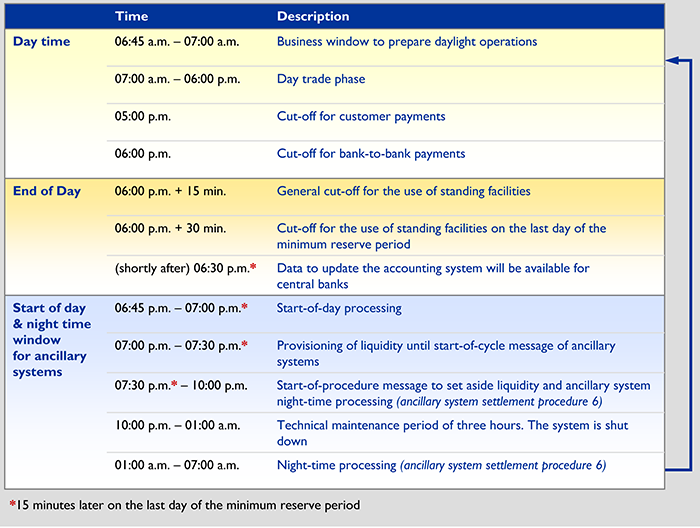 Time Description
Day time 06:45 a.m. – 07:00 a.m. Business window to prepare daylight operations
07:00 a.m. – 06:00 p.m. Day trade phase
05:00 p.m. Cut-off for customer payments
06:00 p.m. Cut-off for bank-to-bank payments
End of Day 06:00 p.m. + 15 min. General cut-off for the use of standing facilities
06:00 p.m. + 30 min. Cut-off for the use of standing facilities on the last day of the
minimum reserve period
(shortly after) 06:30 p.m.* Data to update the accounting system will be available for
central banks
Start of day 06:45 p.m. – 07:00 p.m.* Start-of-day processing
& night time
window 07:00 p.m. – 07:30 p.m.* Provisioning of liquidity until start-of-cycle message of ancillary
for ancillary systems
systems
07:30 p.m.* – 10:00 p.m. Start-of-procedure message to set aside liquidity and ancillary system
night-time processing (ancillary system settlement procedure 6)
10:00 p.m. – 01:00 a.m. Technical maintenance period of three hours. The system is shut
down
01:00 a.m. – 07:00 a.m. Night-time processing (ancillary system settlement procedure 6)
*15 minutes later on the last day of the minimum reserve period